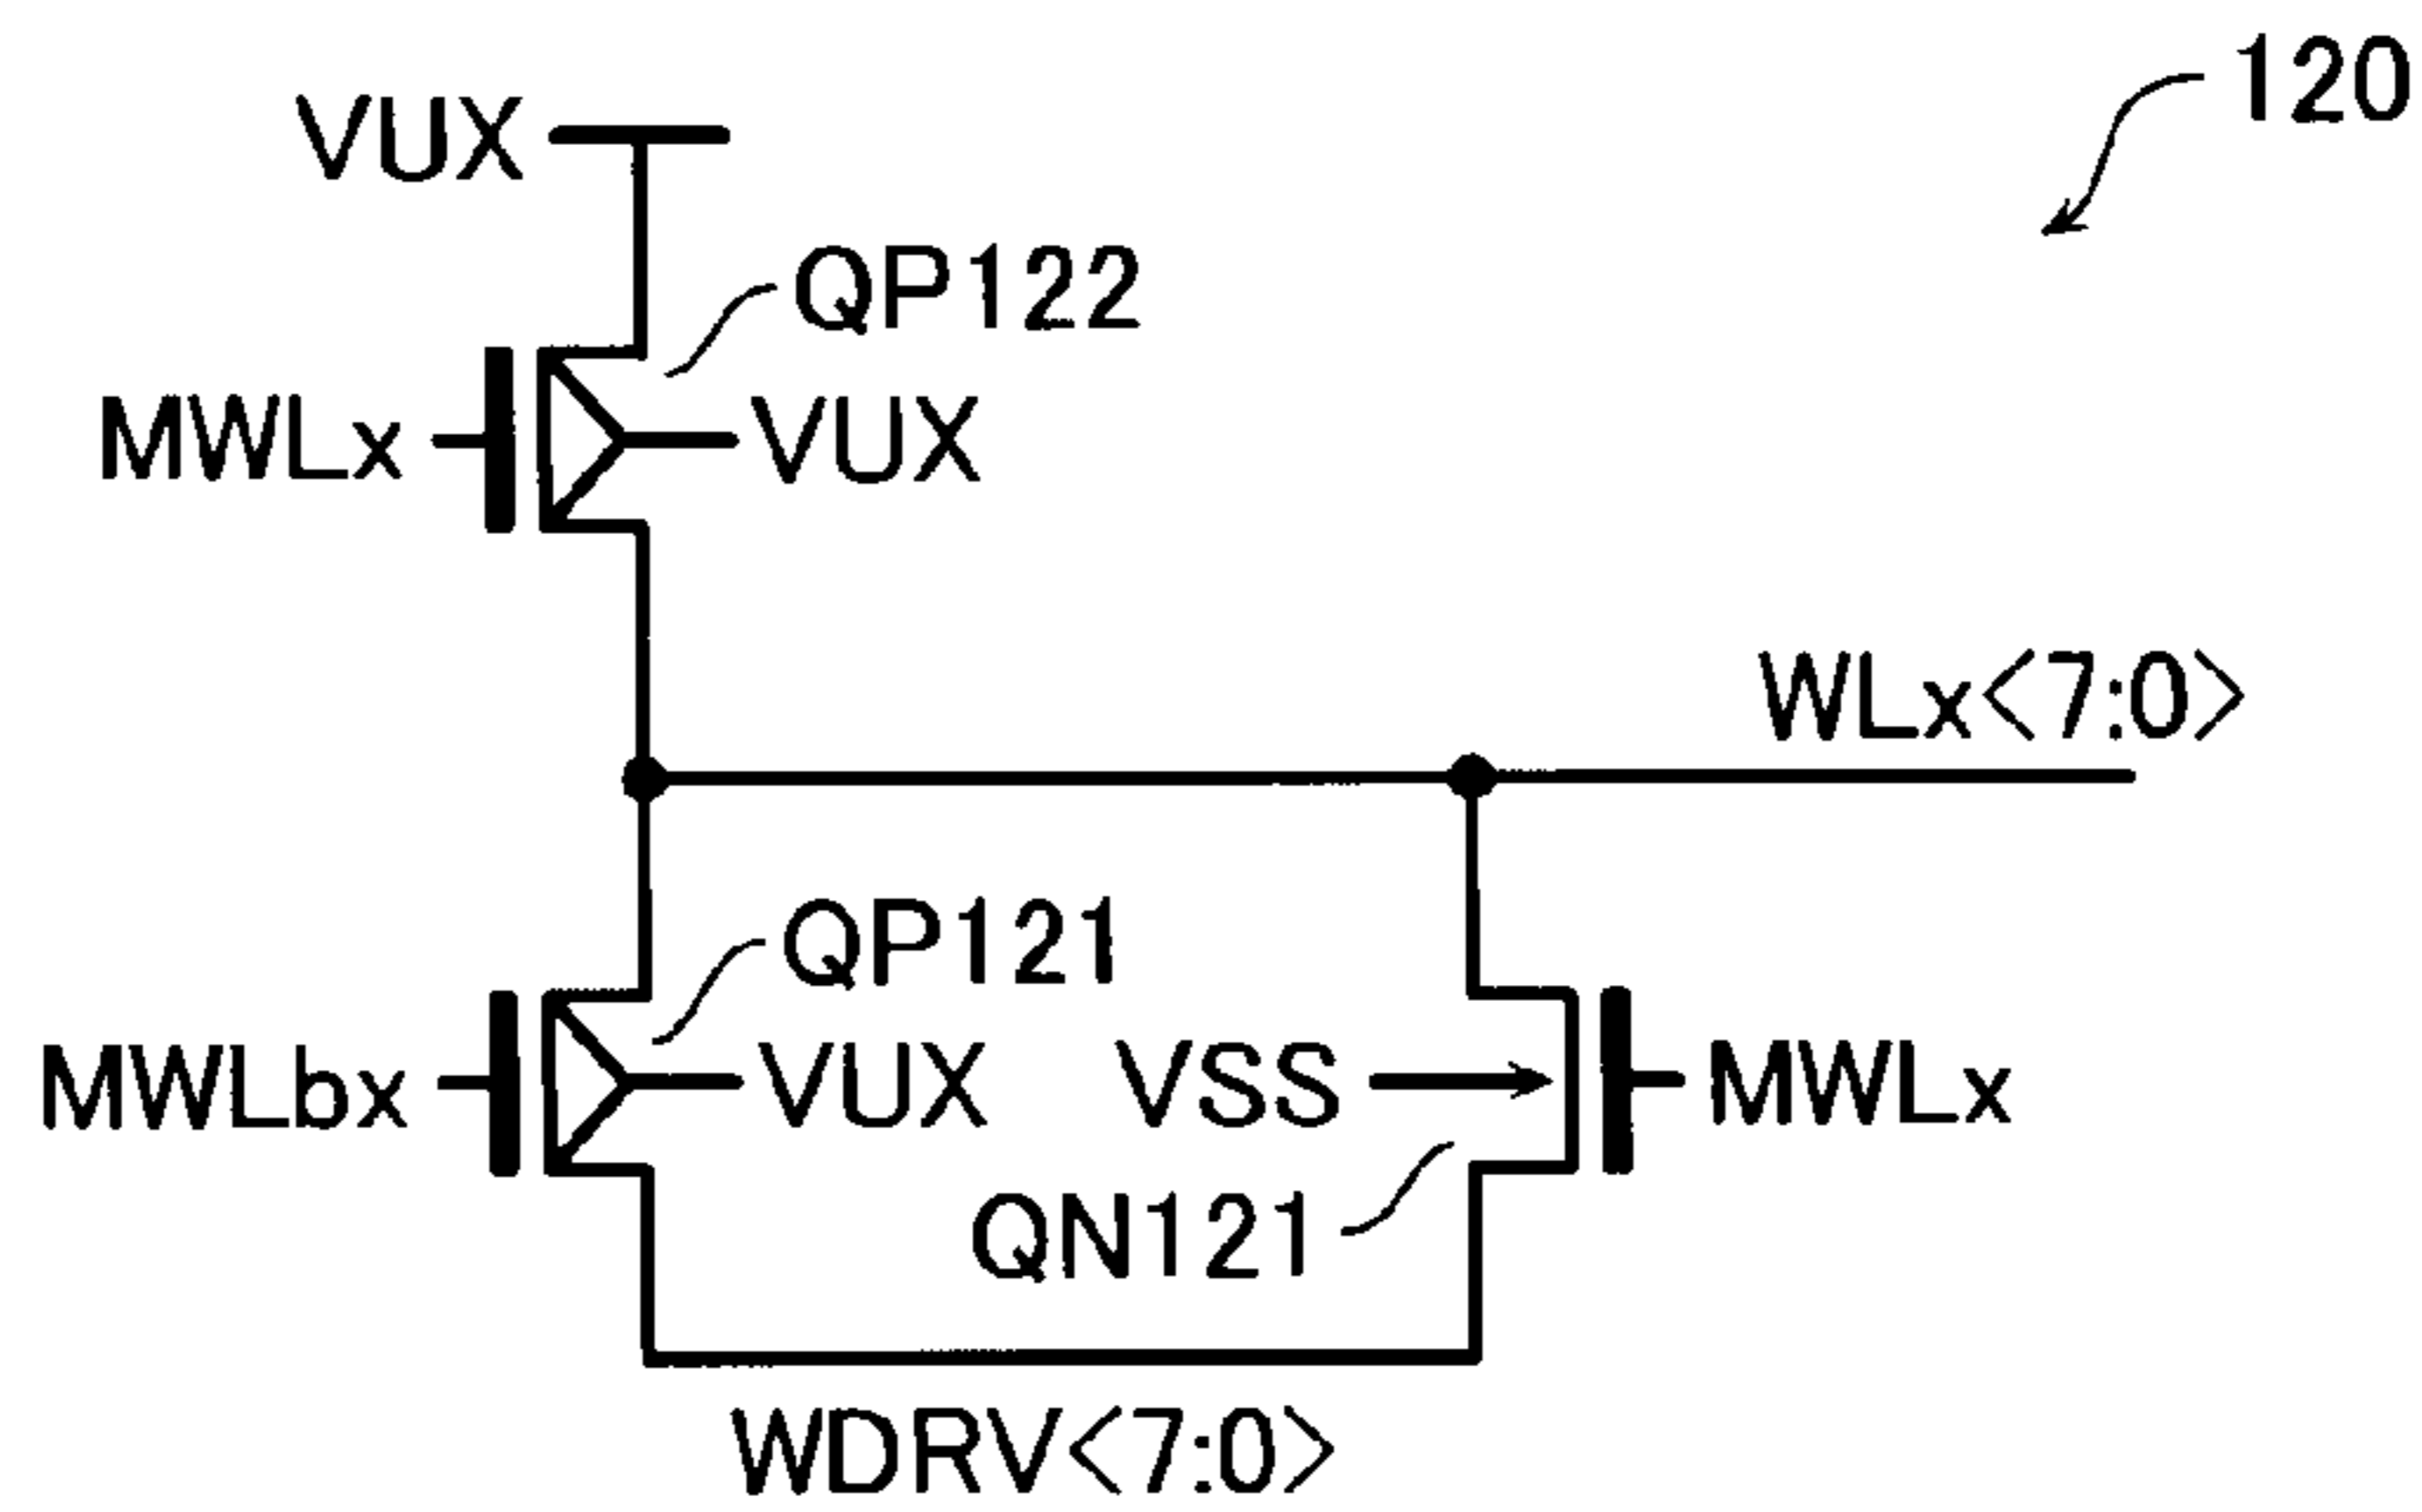 120
VUX
QP122
MWLx
VUX
WLx<7:0>
QP121
MWLbx
VUX
VSS
MWLx
QN121
WDRV<7:0>